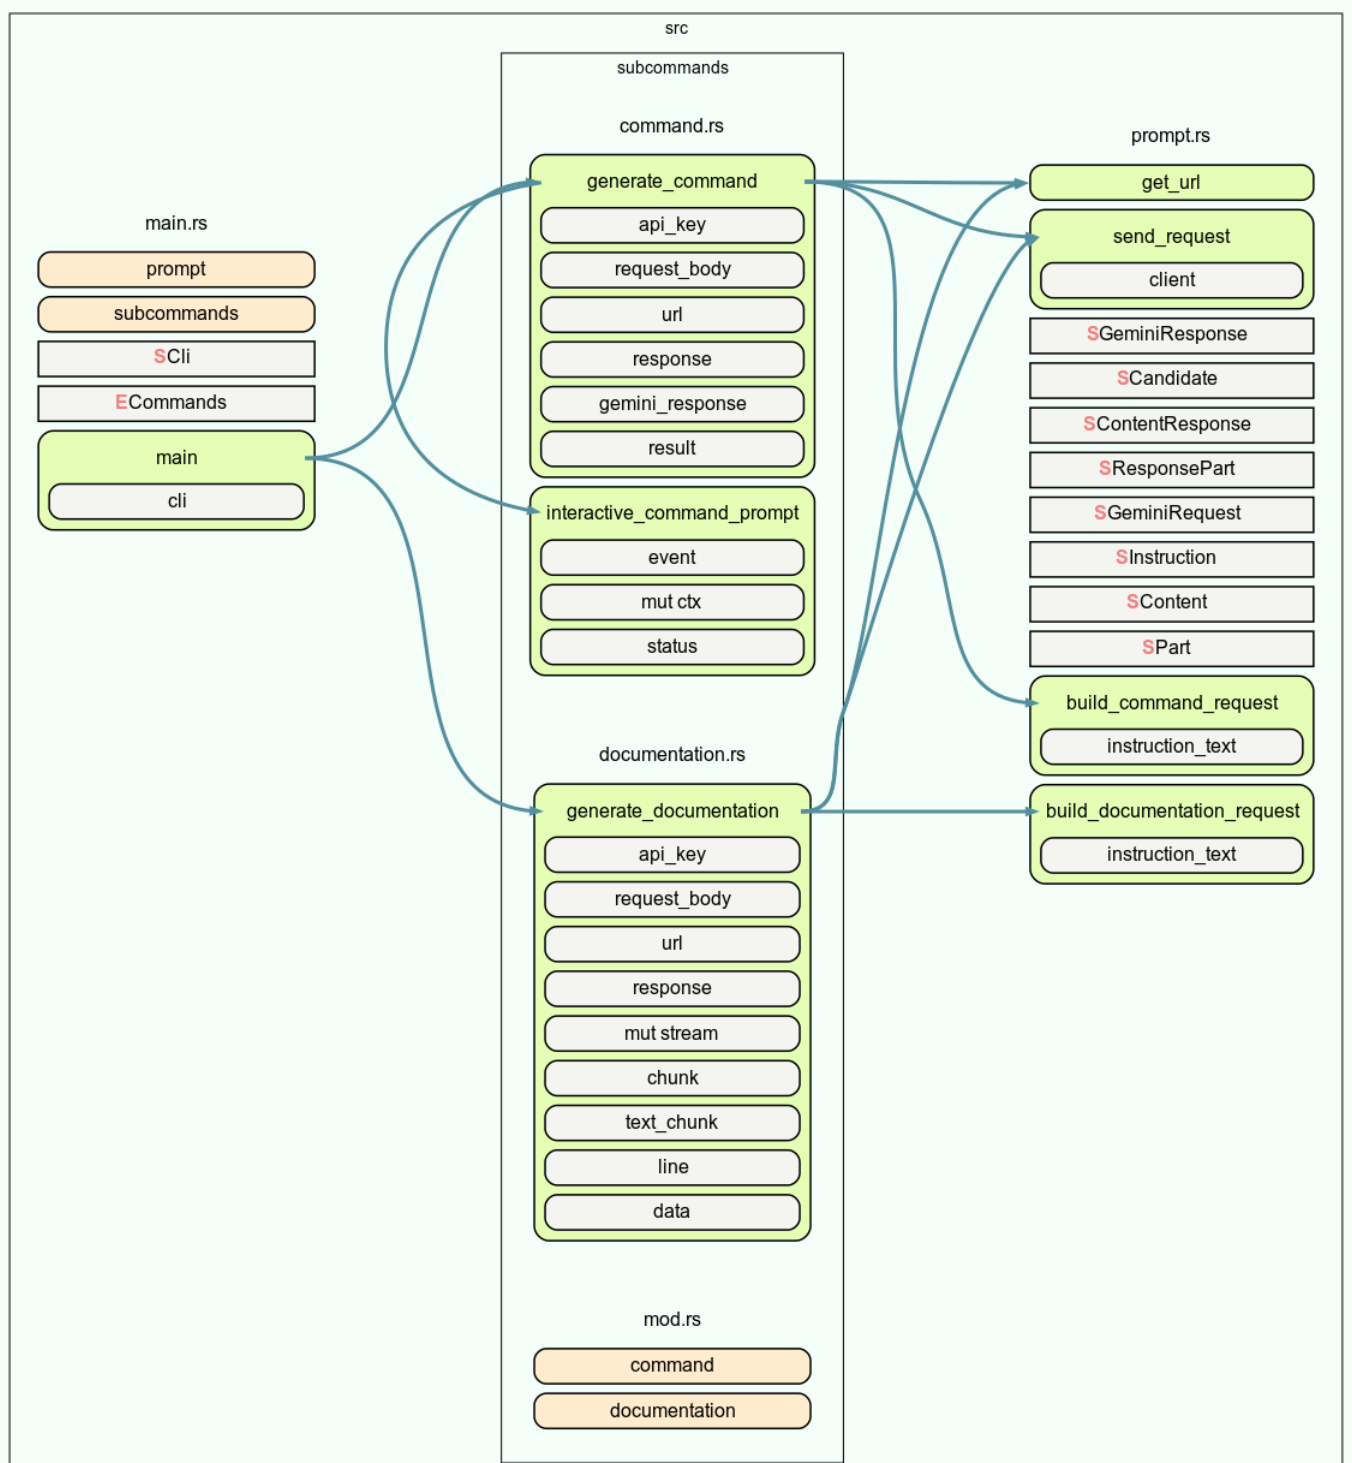 src
main.rs
prompt
subcommands
SCli
ECommands
main
cli
subcommands
command.rs
generate_command
api_key
request_body
url
response
gemini_response
result
interactive_command_prompt
event
mut ctx
status
documentation.rs
generate_documentation
api_key
request_body
url
response
mut stream
chunk
text_chunk
line
data
mod.rs
command
documentation
prompt.rs
get_url
send_request
client
SGeminiResponse
SCandidate
SContentResponse
SResponsePart
SGeminiRequest
SInstruction
SContent
SPart
build_command_request
instruction_text
build_documentation_request
instruction_text